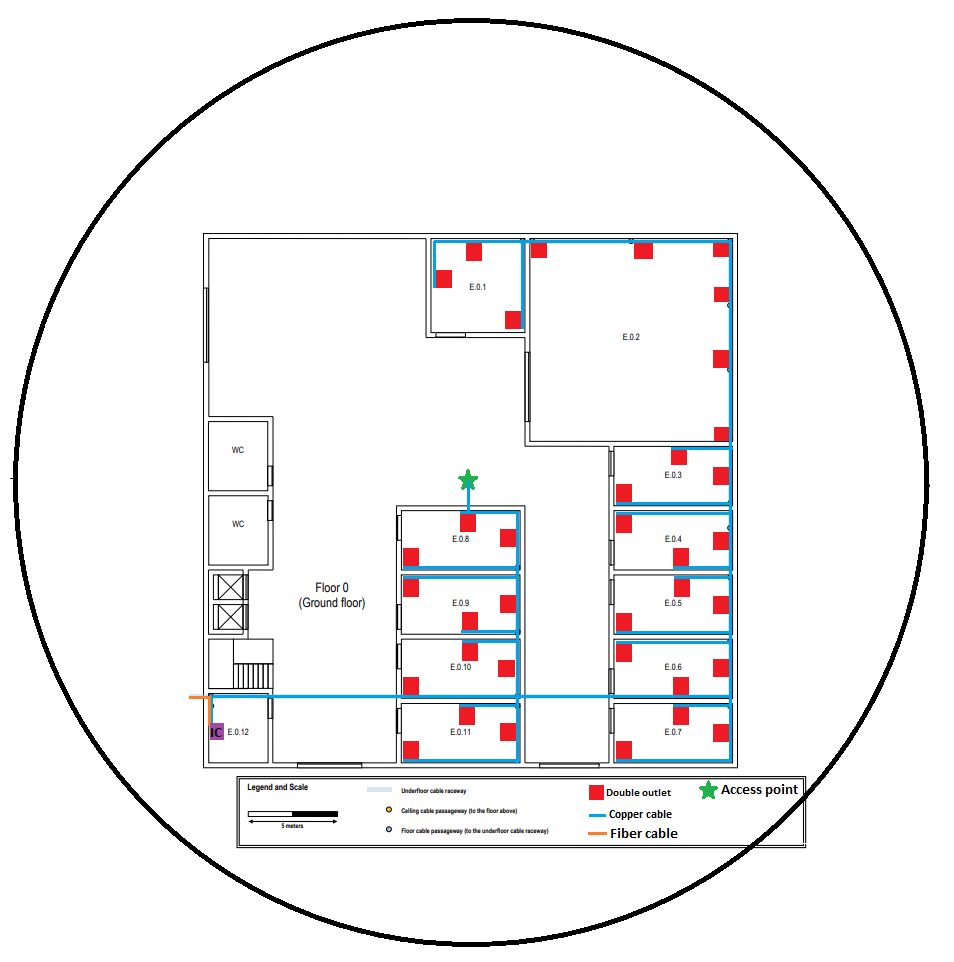 E.0.1
E.0.2
WC
E.0.3
WC
E.0.8
E.0.4
Floor 0
(Ground floor)
E.0.9
E.0.5
E.0.10
E.0.6
IC
E.0.12
E.0.11
E.0.7
Legend and Scale
5 meters
Underfloor cable raceway
Ceiling cable passageway (to the floor above)
Floor cable passageway (to the underfloor cable raceway)
Double outlet
Copper cable
Fiber cable
Access point